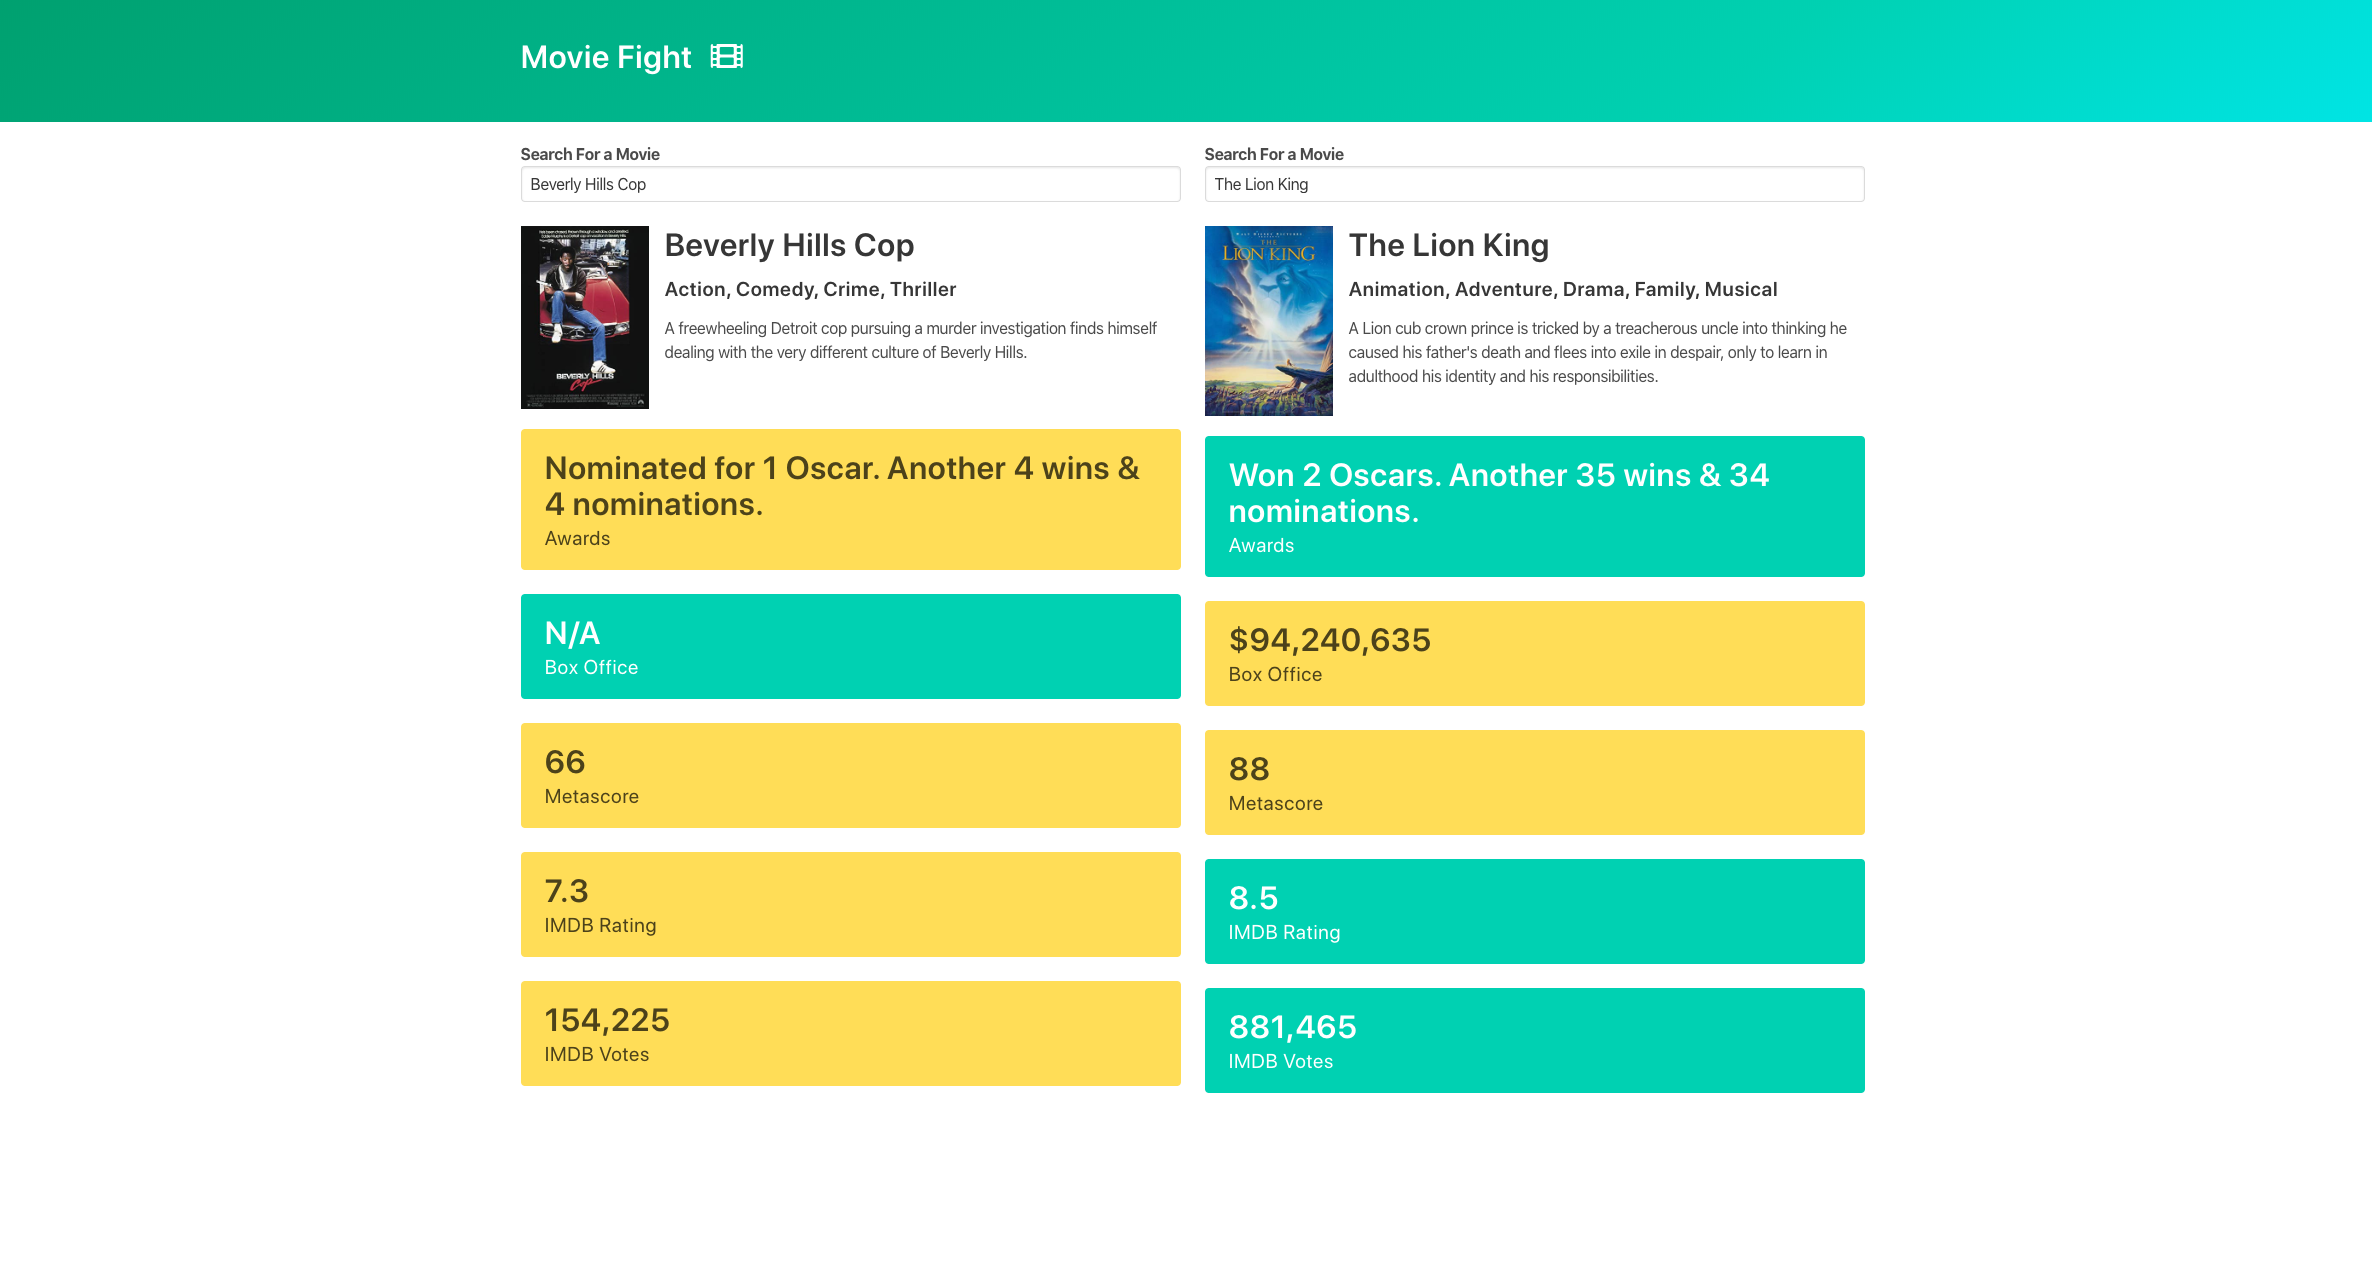 Movie Fight
Search For a Movie
Beverly Hills Cop
BEVERLY HILLS
Cop
Beverly Hills Cop
Action, Comedy, Crime, Thriller
A freewheeling Detroit cop pursuing a murder investigation finds himself
dealing with the very different culture of Beverly Hills.
Nominated for 1 Oscar. Another 4 wins &
4 nominations.
Awards
N/A
Box Office
66
Metascore
7.3
IMDB Rating
154,225
IMDB Votes
Search For a Movie
The Lion King
THE
LION KING
The Lion King
Animation, Adventure, Drama, Family, Musical
A Lion cub crown prince is tricked by a treacherous uncle into thinking he
caused his father's death and flees into exile in despair, only to learn in
adulthood his identity and his responsibilities.
Won 2 Oscars. Another 35 wins & 34
nominations.
Awards
$94,240,635
Box Office
88
Metascore
8.5
IMDB Rating
881,465
IMDB Votes